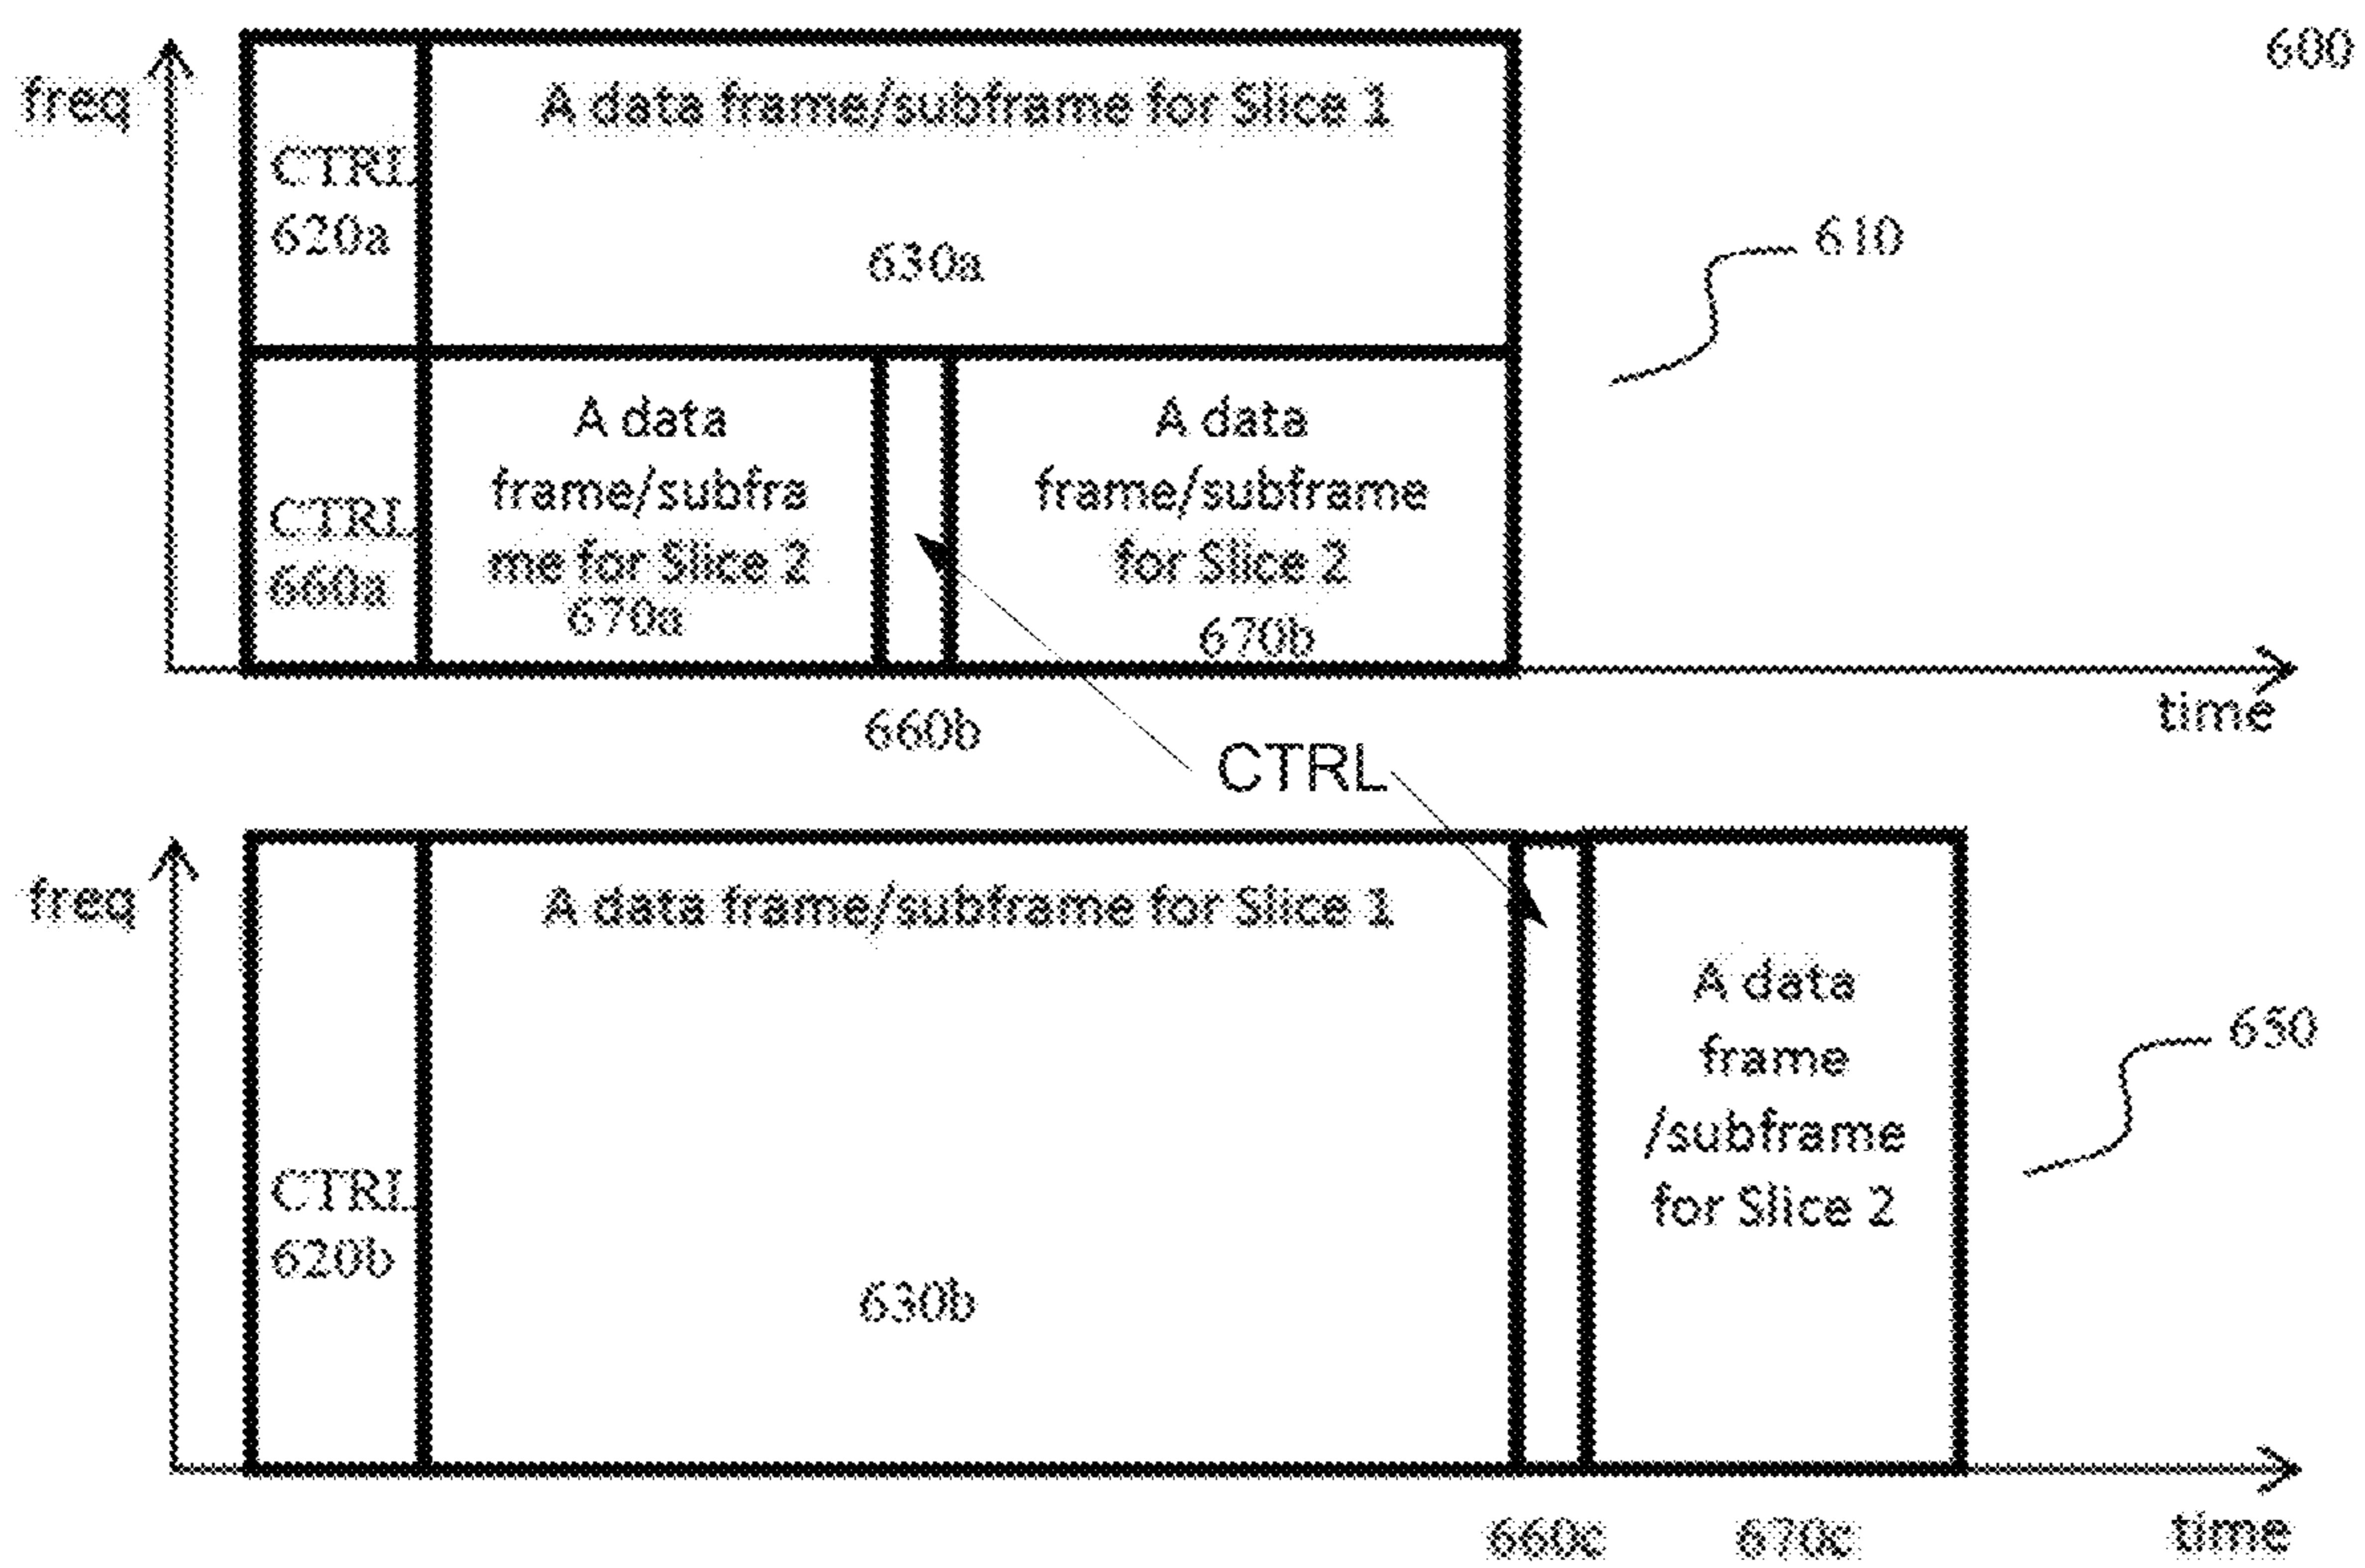 600
freq
A data frame/subframe for Slice 1
CTRL
620a
630a
610
A data
frame/subfra
me for Slice 2
670a
A data
frame/subframe
for Slice 2
670b
CTRL
660a
660b
time
CTRL
freq
A data frame/subframe for Slice 1
A data
frame
/subframe
for Slice 2
650
CTRL
620b
630b
660c
670c
time